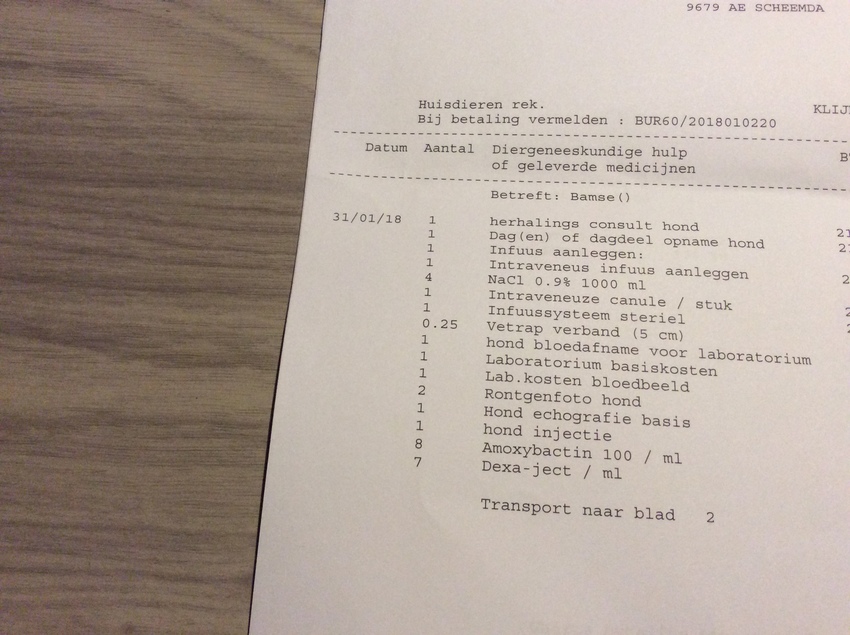 9679 AE SCHEEMDA
Huisdieren rek.
Bij betaling vermelden : BUR60/2018010220
Datum Aantal Diergeneeskundige hulp
of geleverde medicijnen
Betreft: Bamse()
31/01/18 1 herhalings consult hond
1 Dag(en) of dagdeel opname hond
1 Infuus aanleggen:
1 Intraveneus infuus aanleggen
4 NaCl 0.9% 1000 ml
1 Intraveneuze canule / stuk
1 Infuussysteem steriel
0.25 Vetrap verband (5 cm)
1 hond bloedafname voor laboratorium
1 Laboratorium basiskosten
1 Lab.kosten bloedbeeld
2 Rontgenfoto hond
1 Hond echografie basis
1 hond injectie
8 Amoxybactin 100 / ml
7 Dexa-ject / ml
Transport naar blad 2